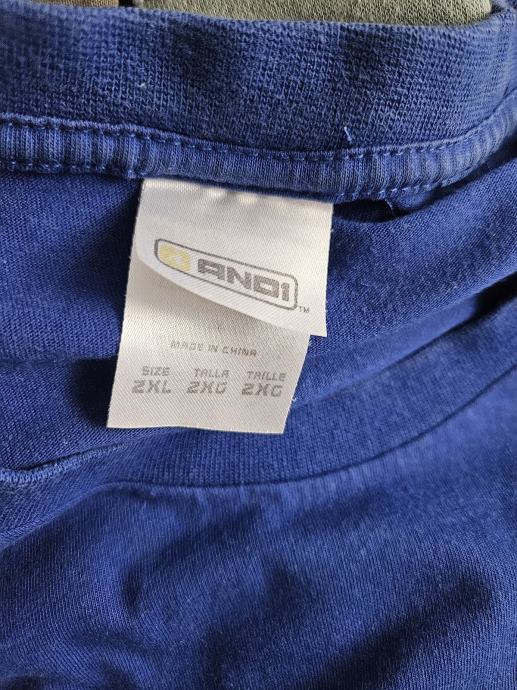 AND1
TM
MADE IN CHINA
SIZE TALLA TAILLE
2XL 2XG 2XG